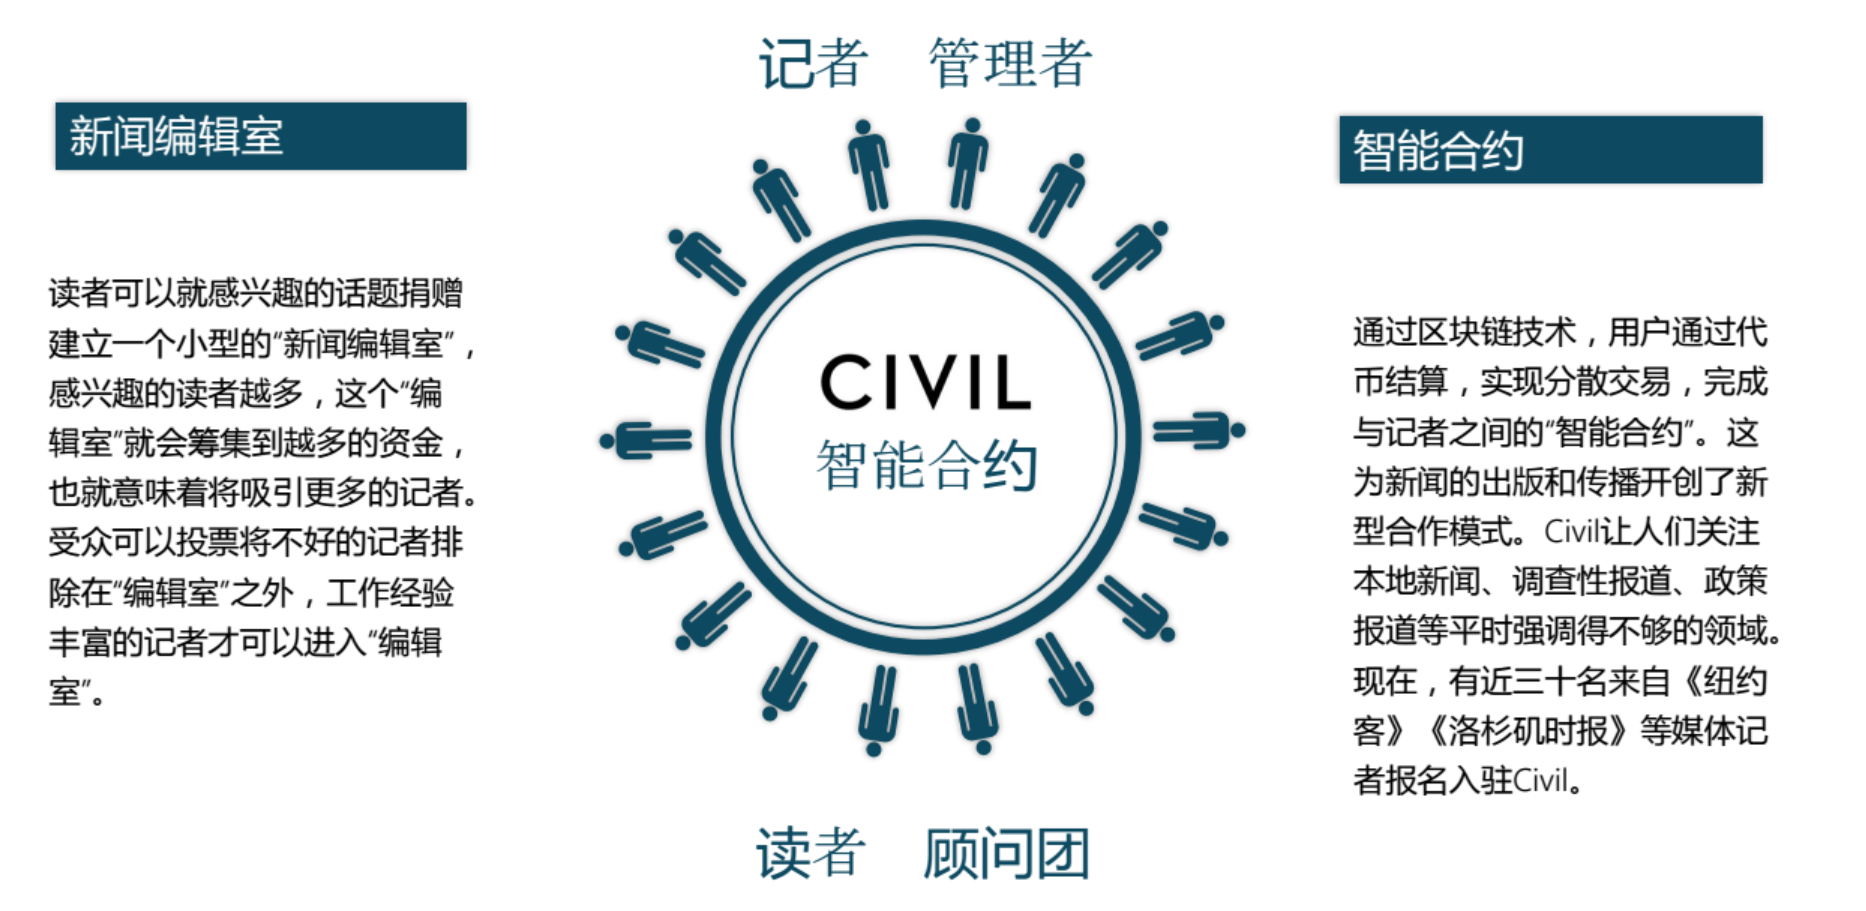 记者 管理者
新闻编辑室
读者可以就感兴趣的话题捐赠
建立一个小型的“新闻编辑室”，
感兴趣的读者越多，这个“编
辑室”就会筹集到越多的资金，
也就意味着将吸引更多的记者。
受众可以投票将不好的记者排
除在“编辑室”之外，工作经验
丰富的记者才可以进入“编辑
室”。
CIVIL
智能合约
智能合约
通过区块链技术，用户通过代
币结算，实现分散交易，完成
与记者之间的“智能合约”。这
为新闻的出版和传播开创了新
型合作模式。Civil让人们关注
本地新闻、调查性报道、政策
报道等平时强调得不够的领域。
现在，有近三十名来自《纽约
客》《洛杉矶时报》等媒体记
者报名入驻Civil。
读者 顾问团